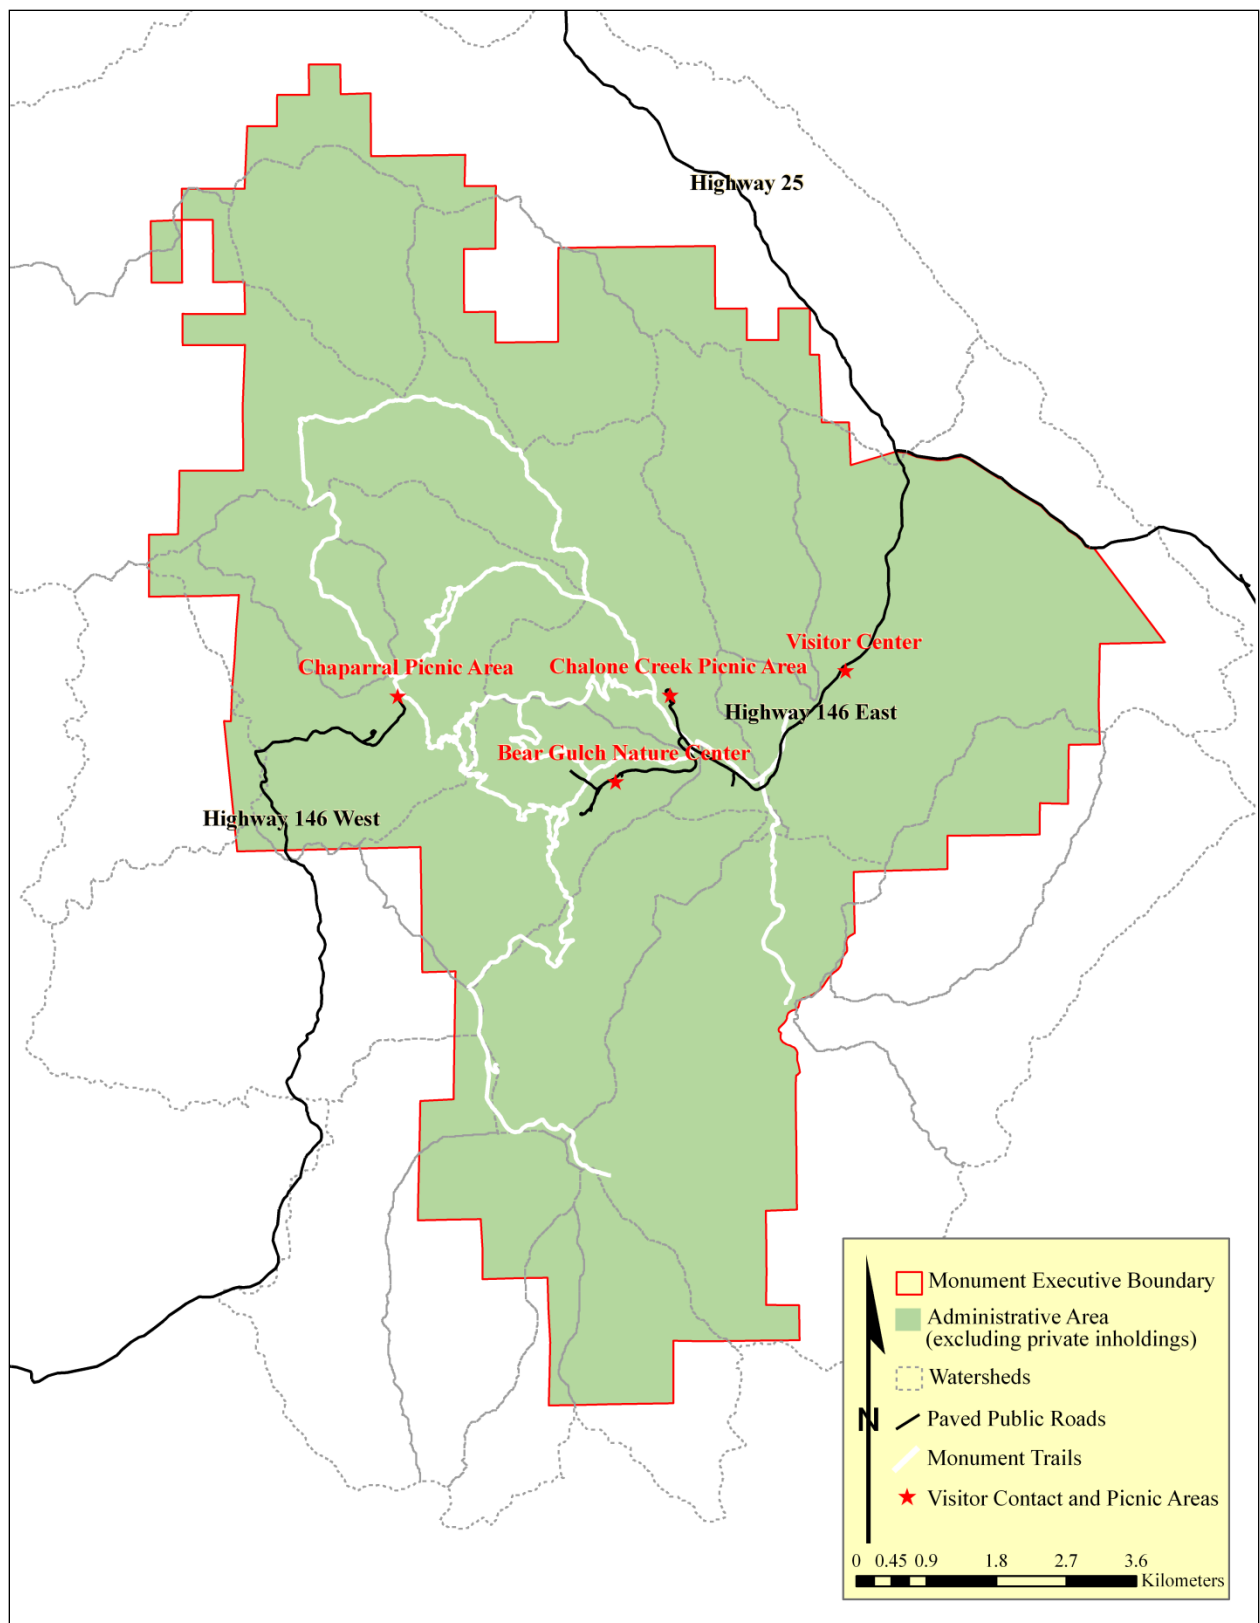 Highway 25
Visitor Center
Chaparral Picnic Area
Chalone Creek Picnic Area
Highway 146 East
Bear Gulch Nature Center
Highway 146 West
Monument Executive Boundary
Administrative Area
(excluding private inholdings)
Watersheds
N
Paved Public Roads
Monument Trails
Visitor Contact and Picnic Areas
0 0.45 0.9 1.8 2.7 3.6
Kilometers